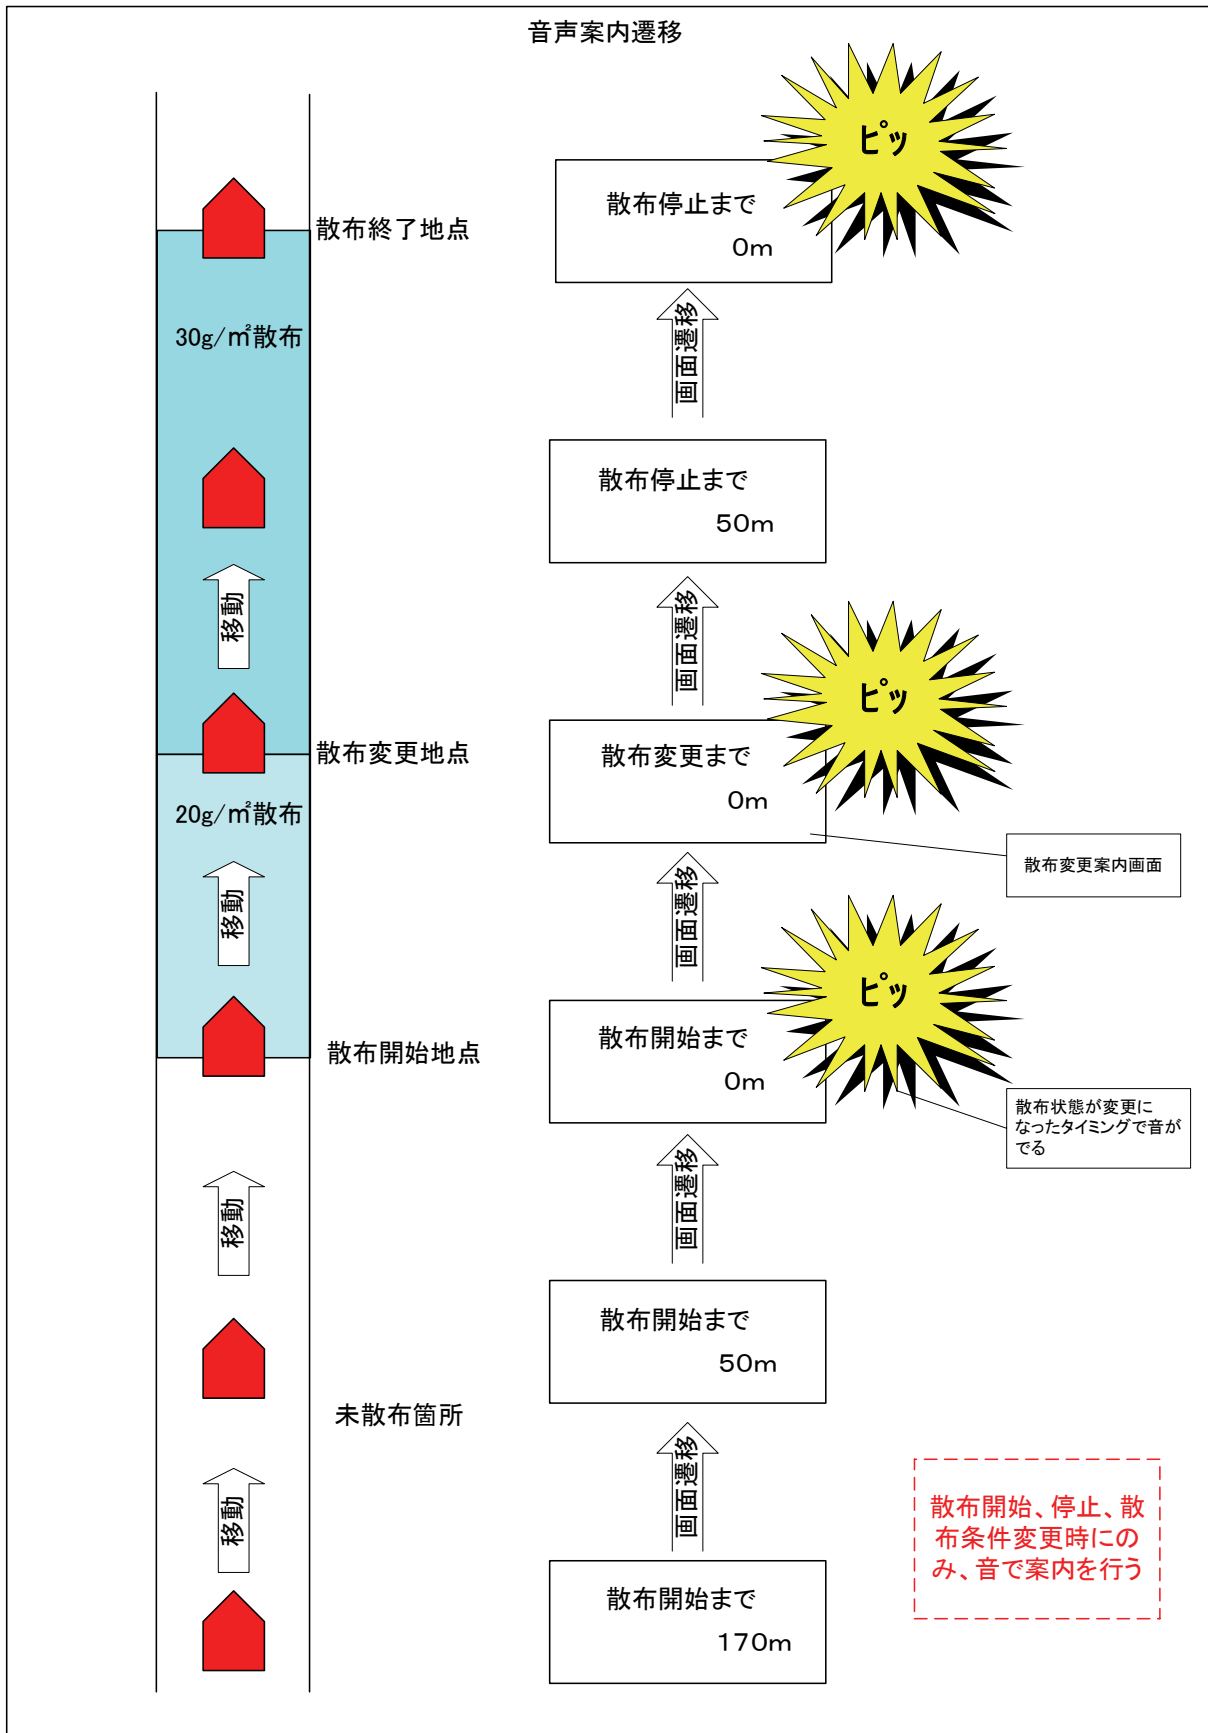 音声案内遷移
ピッ
散布停止まで
0m
散布終了地点
画面遷移
30g/㎡散布
散布停止まで
50m
移動
画面遷移
ピッ
散布変更まで
0m
散布変更地点
20g/㎡散布
散布変更案内画面
移動
画面遷移
ピッ
散布開始まで
0m
散布開始地点
散布状態が変更に
なったタイミングで音が
でる
移動
画面遷移
散布開始まで
50m
未散布箇所
移動
画面遷移
散布開始、停止、散
布条件変更時にの
み、音で案内を行う
散布開始まで
170m